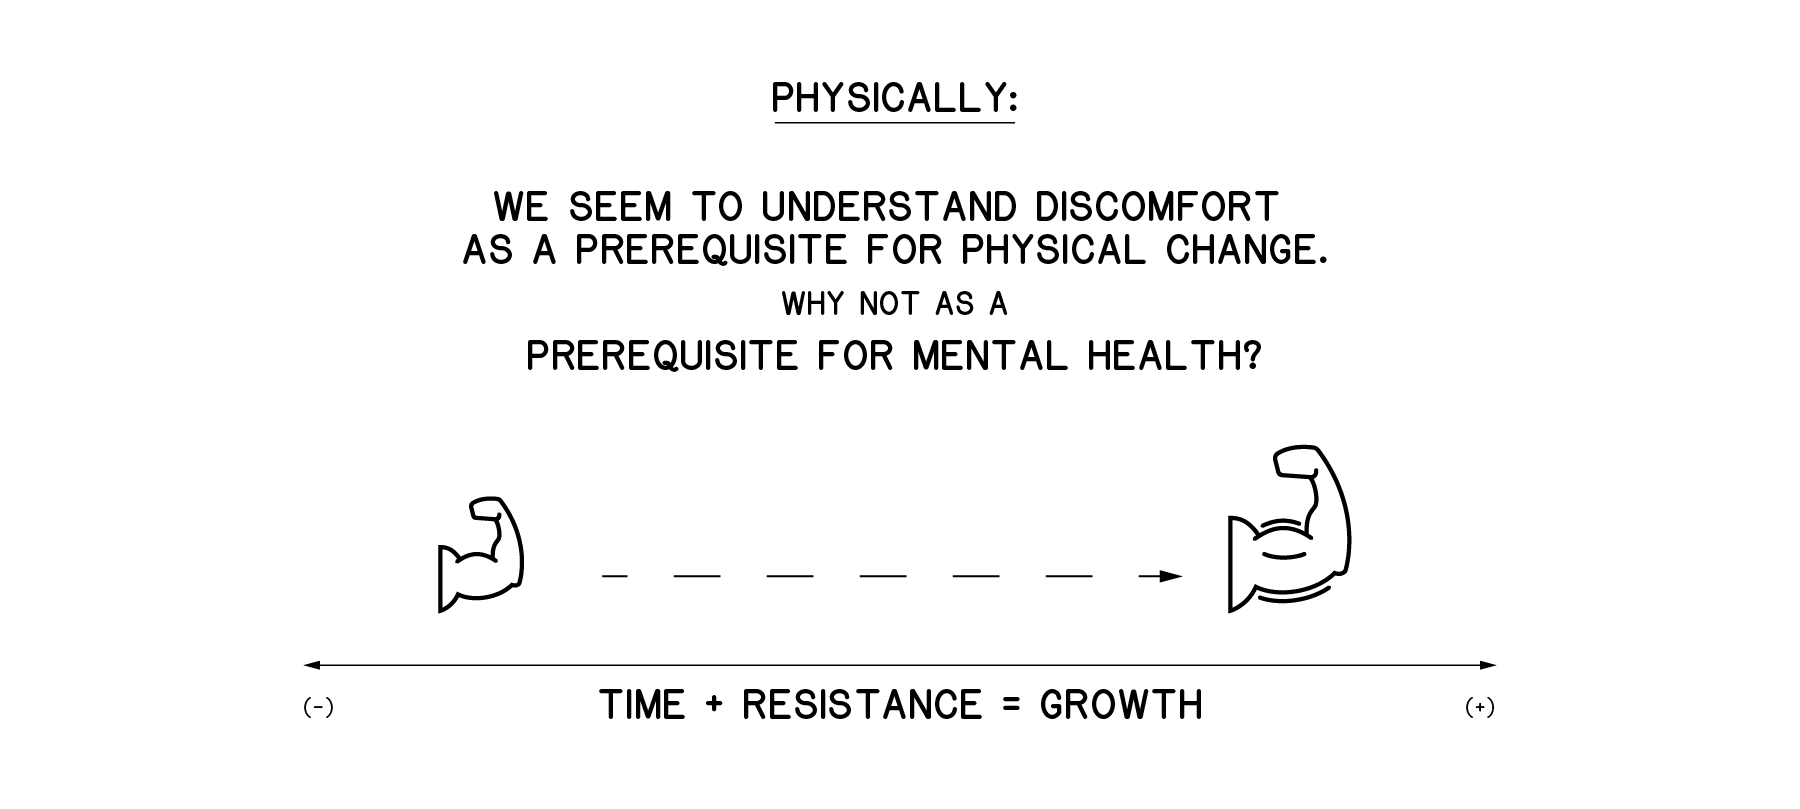 PHYSICALLY:
WE SEEM TO UNDERSTAND DISCOMFORT
AS A PREREQUISITE FOR PHYSICAL CHANGE.
WHY NOT AS A
PREREQUISITE FOR MENTAL HEALTH?
(-) TIME + RESISTANCE = GROWTH (+)